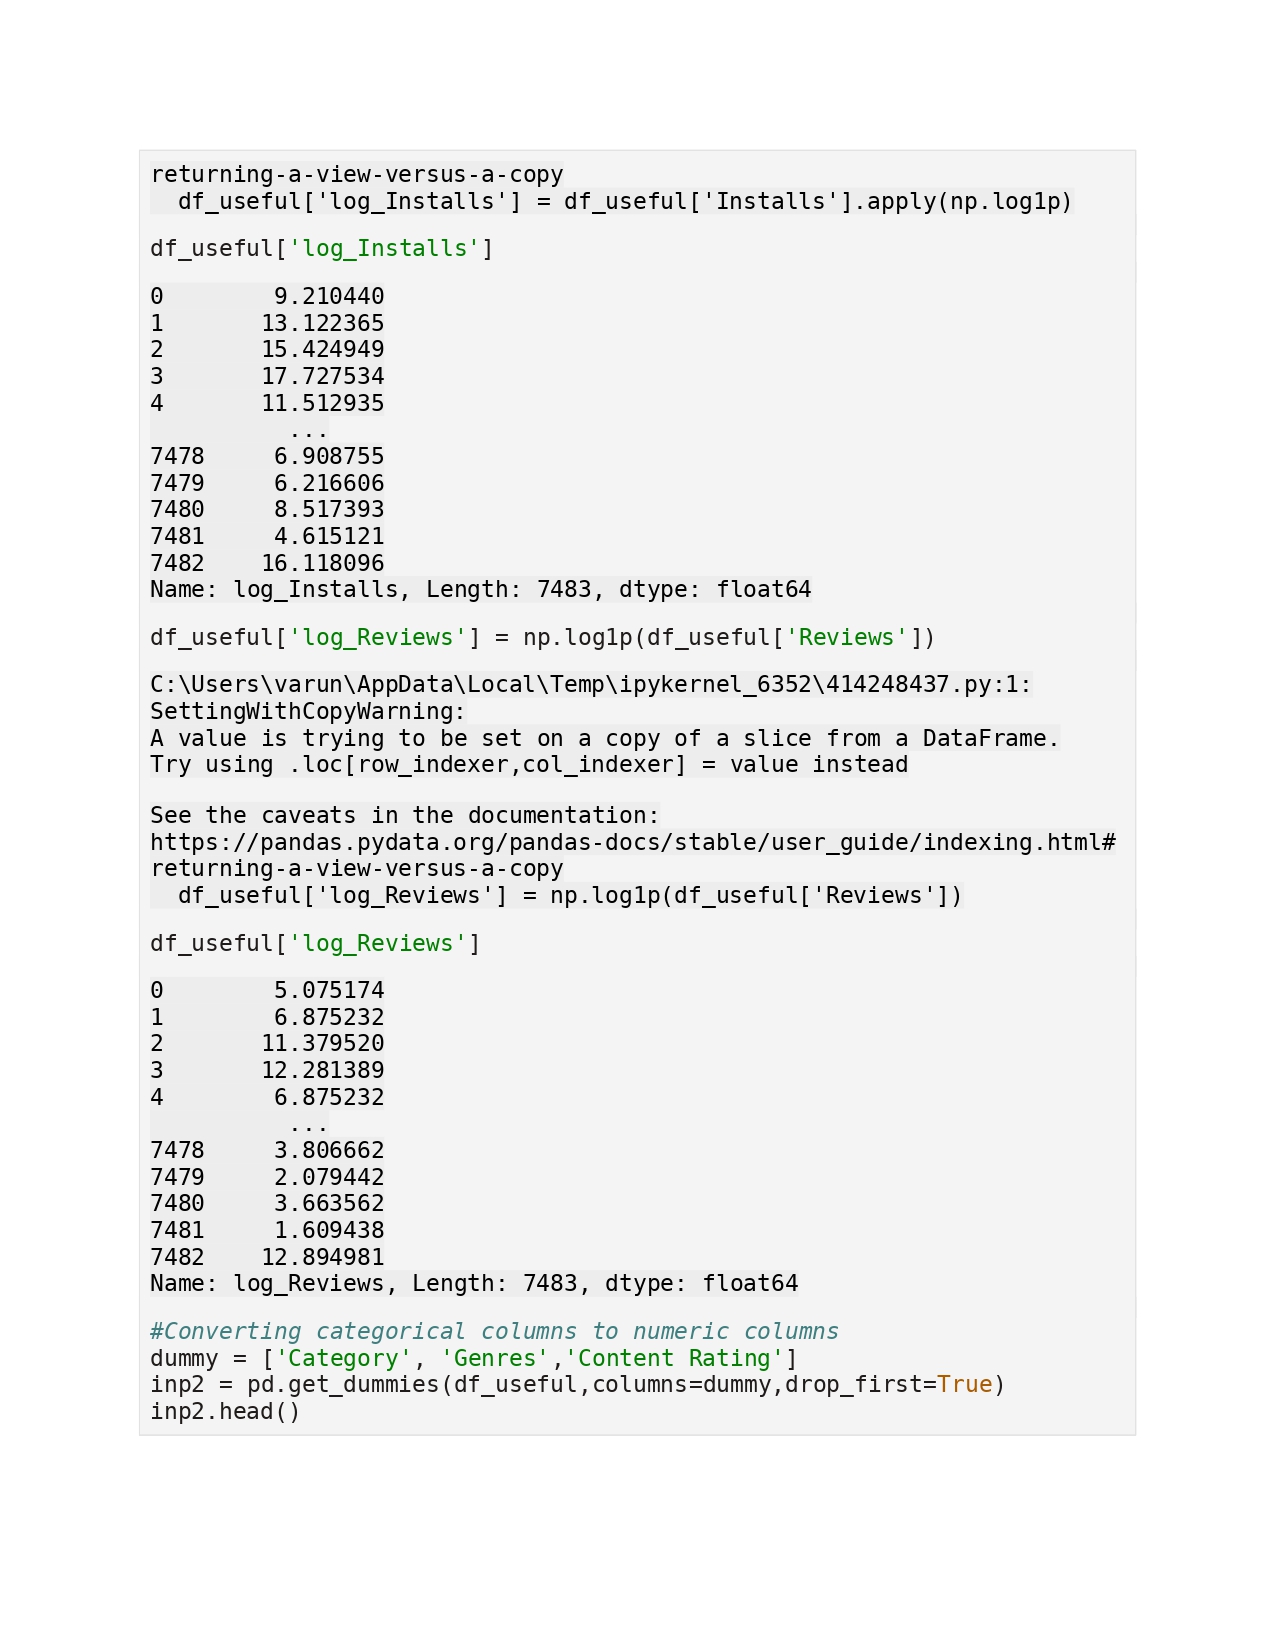 returning-a-view-versus-a-copy
  df_useful['log_Installs'] = df_useful['Installs'].apply(np.log1p)
df_useful['log_Installs']
0        9.210440
1       13.122365
2       15.424949
3       17.727534
4       11.512935
          ...
7478     6.908755
7479     6.216606
7480     8.517393
7481     4.615121
7482    16.118096
Name: log_Installs, Length: 7483, dtype: float64
df_useful['log_Reviews'] = np.log1p(df_useful['Reviews'])
C:\Users\varun\AppData\Local\Temp\ipykernel_6352\414248437.py:1:
SettingWithCopyWarning:
A value is trying to be set on a copy of a slice from a DataFrame.
Try using .loc[row_indexer,col_indexer] = value instead
See the caveats in the documentation:
https://pandas.pydata.org/pandas-docs/stable/user_guide/indexing.html#
returning-a-view-versus-a-copy
  df_useful['log_Reviews'] = np.log1p(df_useful['Reviews'])
df_useful['log_Reviews']
0        5.075174
1        6.875232
2       11.379520
3       12.281389
4        6.875232
          ...
7478     3.806662
7479     2.079442
7480     3.663562
7481     1.609438
7482    12.894981
Name: log_Reviews, Length: 7483, dtype: float64
#Converting categorical columns to numeric columns
dummy = ['Category', 'Genres','Content Rating']
inp2 = pd.get_dummies(df_useful,columns=dummy,drop_first=True)
inp2.head()